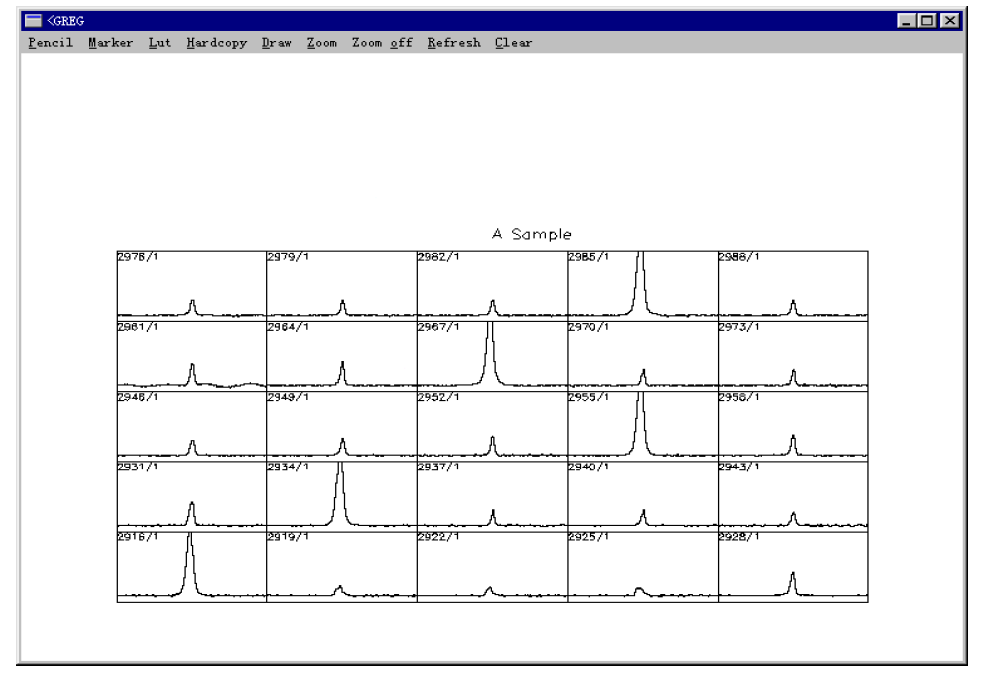 <GREG
Pencil Marker Lut Hardcopy Draw Zoom Zoom off Refresh Clear
A Sample
2976/1 2979/1 2982/1 2985/1 2988/1
2961/1 2964/1 2967/1 2970/1 2973/1
2946/1 2949/1 2952/1 2955/1 2958/1
2931/1 2934/1 2937/1 2940/1 2943/1
2916/1 2919/1 2922/1 2925/1 2928/1